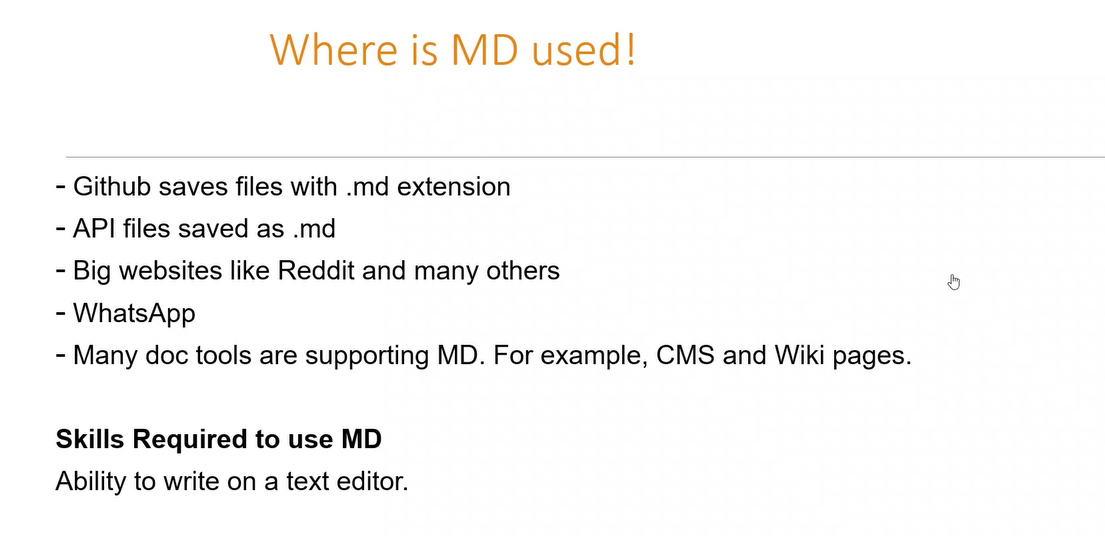 Where is MD used!
- Github saves files with .md extension
- API files saved as .md
- Big websites like Reddit and many others
- WhatsApp
- Many doc tools are supporting MD. For example, CMS and Wiki pages.
Skills Required to use MD
Ability to write on a text editor.